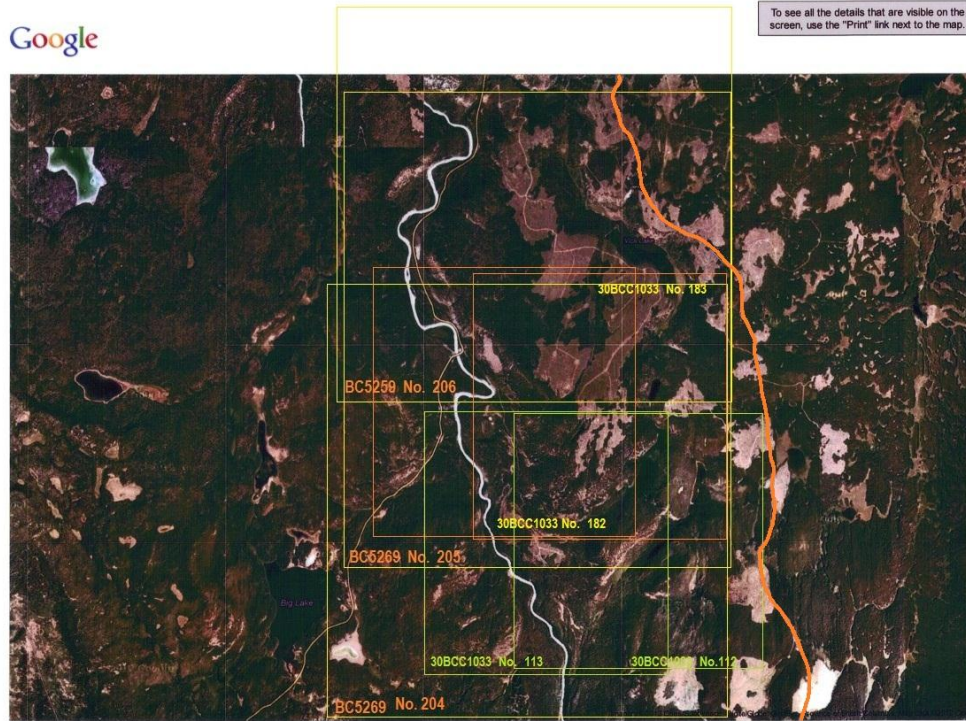 Google
To see all the details that are visible on the
screen, use the "Print" link next to the map.
30BCC1033 No. 183
BC5259 No. 206
30BCC1033 No. 182
BC5269 No. 205
Big Lake
30BCC1033 No. 113
No.112
BC5269 No. 204